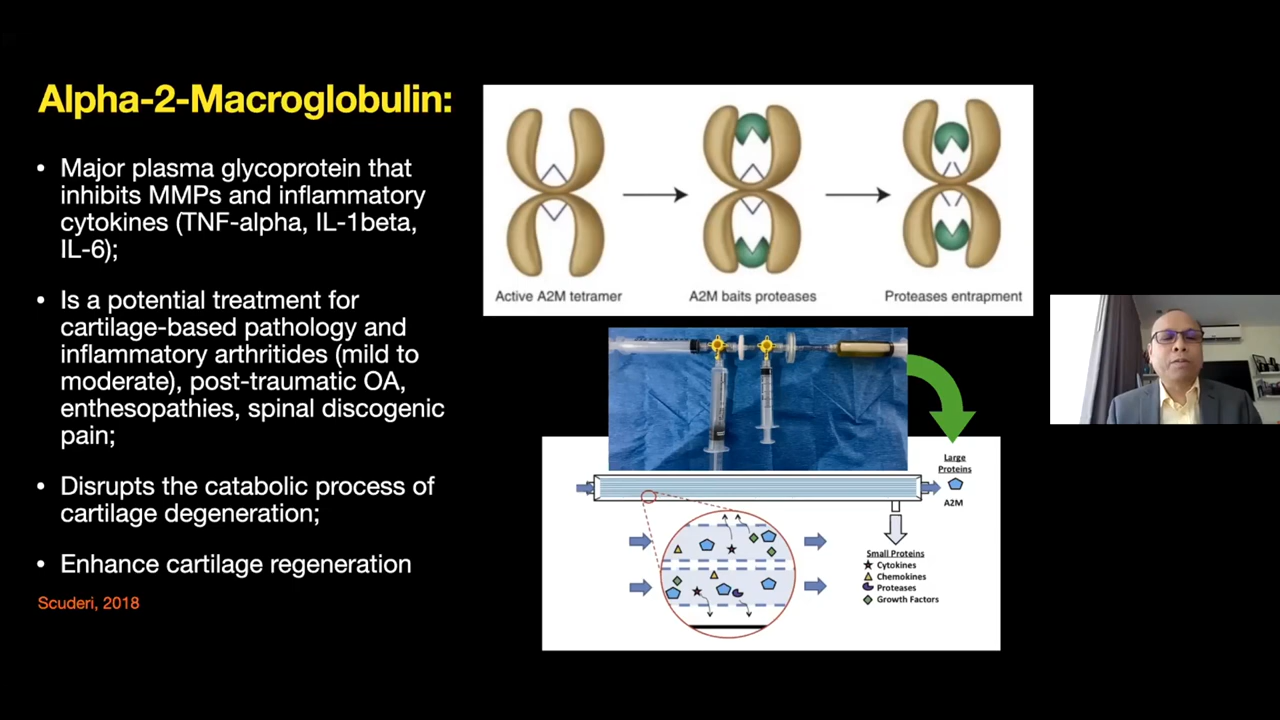 Alpha-2-Macroglobulin:
• Major plasma glycoprotein that
inhibits MMPs and inflammatory
cytokines (TNF-alpha, IL-1beta,
IL-6);
• Is a potential treatment for
cartilage-based pathology and
inflammatory arthritides (mild to
moderate), post-traumatic OA,
enthesopathies, spinal discogenic
pain;
• Disrupts the catabolic process of
cartilage degeneration;
• Enhance cartilage regeneration
Scuderi, 2018
Active A2M tetramer
A2M baits proteases
Proteases entrapment
Large
Proteins
A2M
Small Proteins
Cytokines
Chemokines
Proteases
Growth Factors